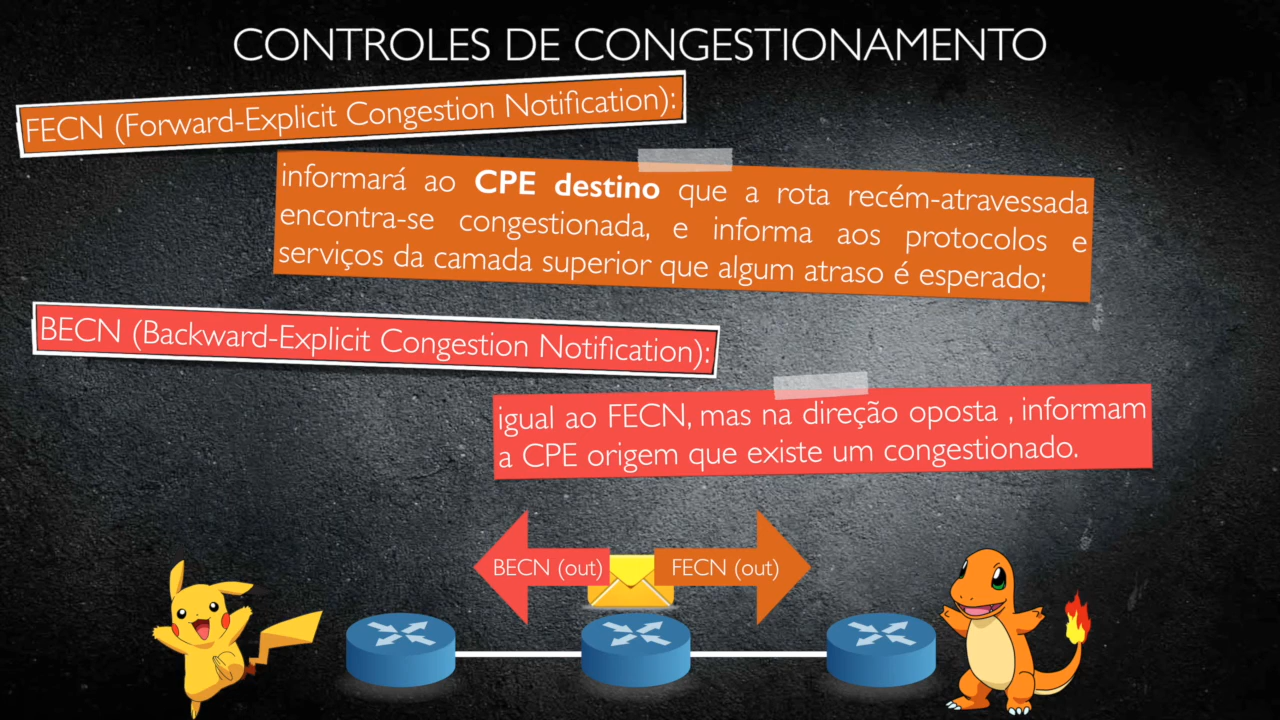 CONTROLES DE CONGESTIONAMENTO
FECN (Forward-Explicit Congestion Notification):
informará ao CPE destino que a rota recém-atravessada
encontra-se congestionada, e informa aos protocolos e
serviços da camada superior que algum atraso é esperado;
BECN (Backward-Explicit Congestion Notification):
igual ao FECN, mas na direção oposta , informam
a CPE origem que existe um congestionado.
BECN (out)
FECN (out)